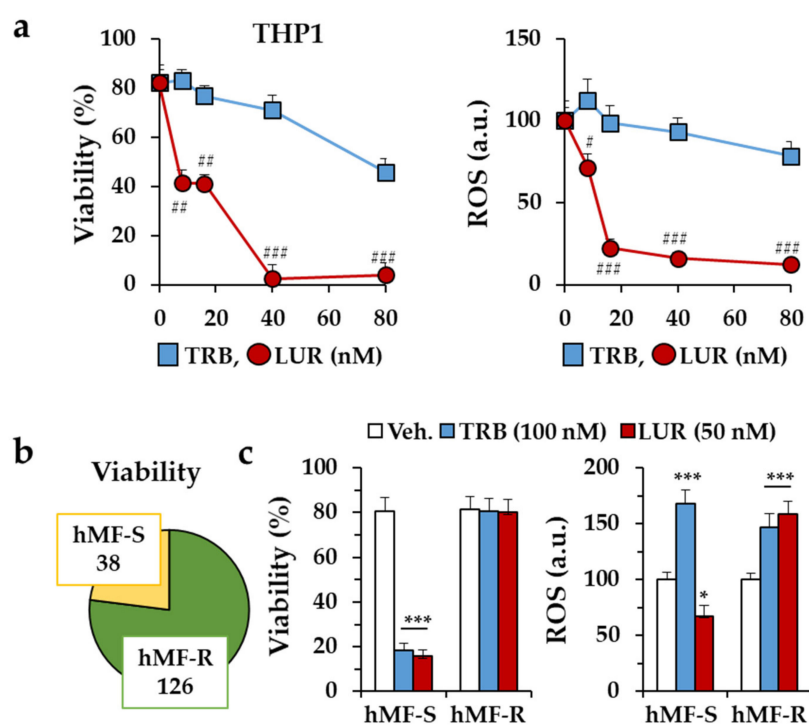 a
THP1
Viability (%)
100
80
60
40
20
0
##
##
###
###
0 20 40 60 80
TRB, LUR (nM)
ROS (a.u.)
150
100
50
0
#
###
###
###
0 20 40 60 80
TRB, LUR (nM)
b
Viability
hMF-S
38
hMF-R
126
c
Veh. TRB (100 nM) LUR (50 nM)
Viability (%)
100
80
60
40
20
0
***
hMF-S hMF-R
ROS (a.u.)
200
150
100
75
50
0
***
*
***
hMF-S hMF-R